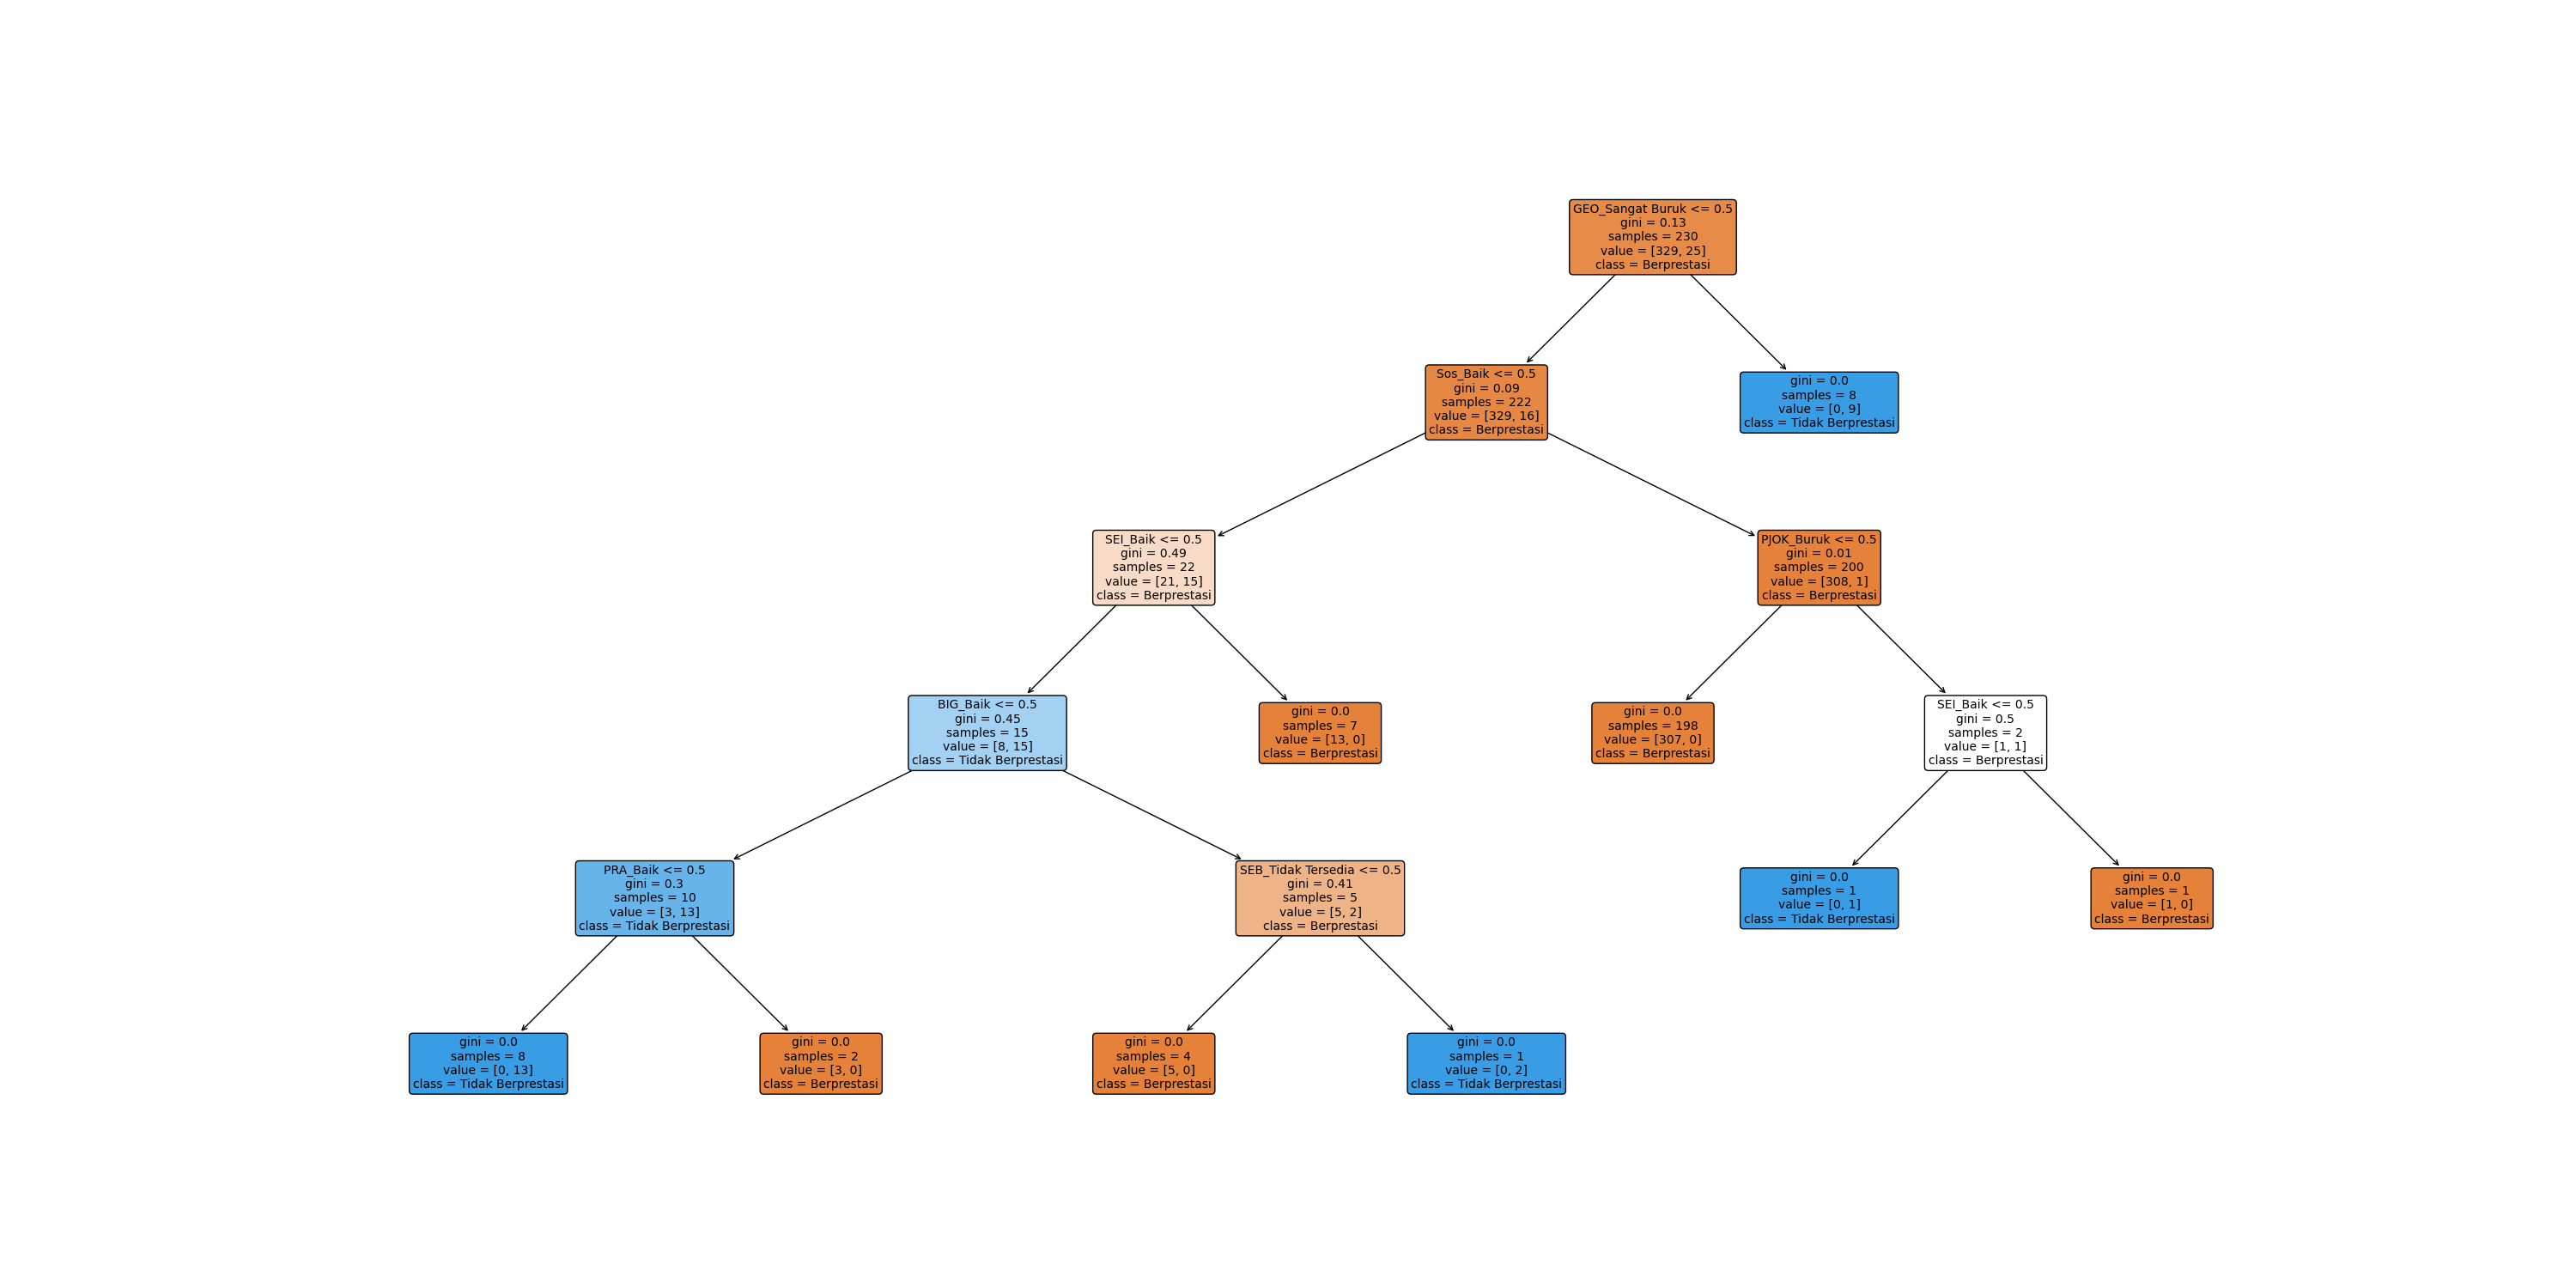 GEO_Sangat Buruk <= 0.5
gini = 0.13
samples = 230
value = [329, 25]
class = Berprestasi
Sos_Baik <= 0.5
gini = 0.09
samples = 222
value = [329, 16]
class = Berprestasi
gini = 0.0
samples = 8
value = [0, 9]
class = Tidak Berprestasi
SEI_Baik <= 0.5
gini = 0.49
samples = 22
value = [21, 15]
class = Berprestasi
PJOK_Buruk <= 0.5
gini = 0.01
samples = 200
value = [308, 1]
class = Berprestasi
BIG_Baik <= 0.5
gini = 0.45
samples = 15
value = [8, 15]
class = Tidak Berprestasi
gini = 0.0
samples = 7
value = [13, 0]
class = Berprestasi
gini = 0.0
samples = 198
value = [307, 0]
class = Berprestasi
SEI_Baik <= 0.5
gini = 0.5
samples = 2
value = [1, 1]
class = Berprestasi
PRA_Baik <= 0.5
gini = 0.3
samples = 10
value = [3, 13]
class = Tidak Berprestasi
SEB_Tidak Tersedia <= 0.5
gini = 0.41
samples = 5
value = [5, 2]
class = Berprestasi
gini = 0.0
samples = 1
value = [0, 1]
class = Tidak Berprestasi
gini = 0.0
samples = 1
value = [1, 0]
class = Berprestasi
gini = 0.0
samples = 8
value = [0, 13]
class = Tidak Berprestasi
gini = 0.0
samples = 2
value = [3, 0]
class = Berprestasi
gini = 0.0
samples = 4
value = [5, 0]
class = Berprestasi
gini = 0.0
samples = 1
value = [0, 2]
class = Tidak Berprestasi